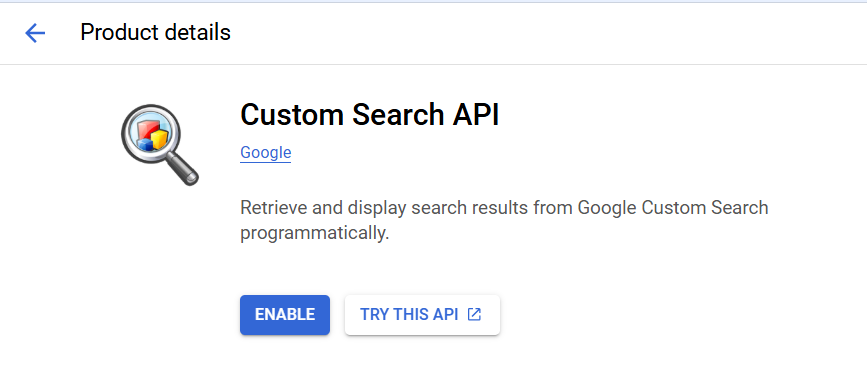 Product details
Custom Search API
Google
Retrieve and display search results from Google Custom Search
programmatically.
ENABLE
TRY THIS API